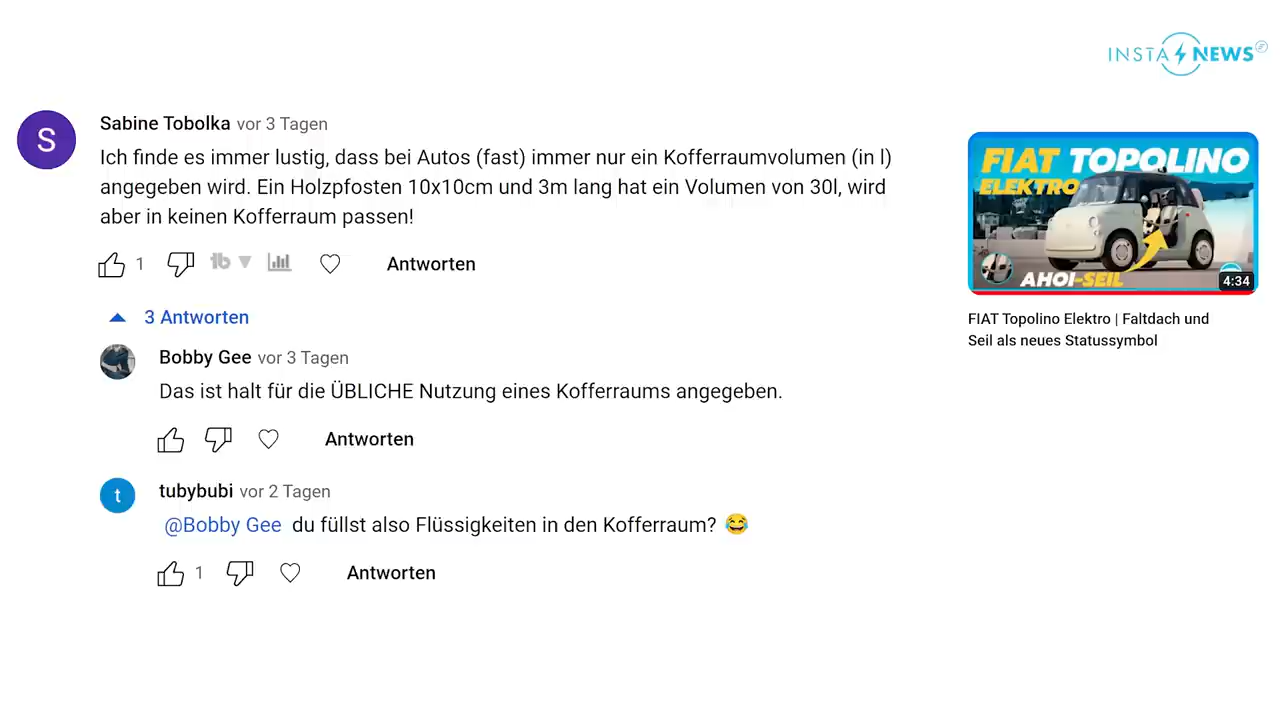 INSTA NEWS
S
Sabine Tobolka vor 3 Tagen
Ich finde es immer lustig, dass bei Autos (fast) immer nur ein Kofferraumvolumen (in l)
angegeben wird. Ein Holzpfosten 10x10cm und 3m lang hat ein Volumen von 30l, wird
aber in keinen Kofferraum passen!
1 Antworten
3 Antworten
Bobby Gee vor 3 Tagen
Das ist halt für die ÜBLICHE Nutzung eines Kofferraums angegeben.
Antworten
t
tubybubi vor 2 Tagen
@Bobby Gee du füllst also Flüssigkeiten in den Kofferraum? 😂
1 Antworten
FIAT TOPOLINO
ELEKTRO
AHOI-SEIL
4:34
FIAT Topolino Elektro | Faltdach und
Seil als neues Statussymbol